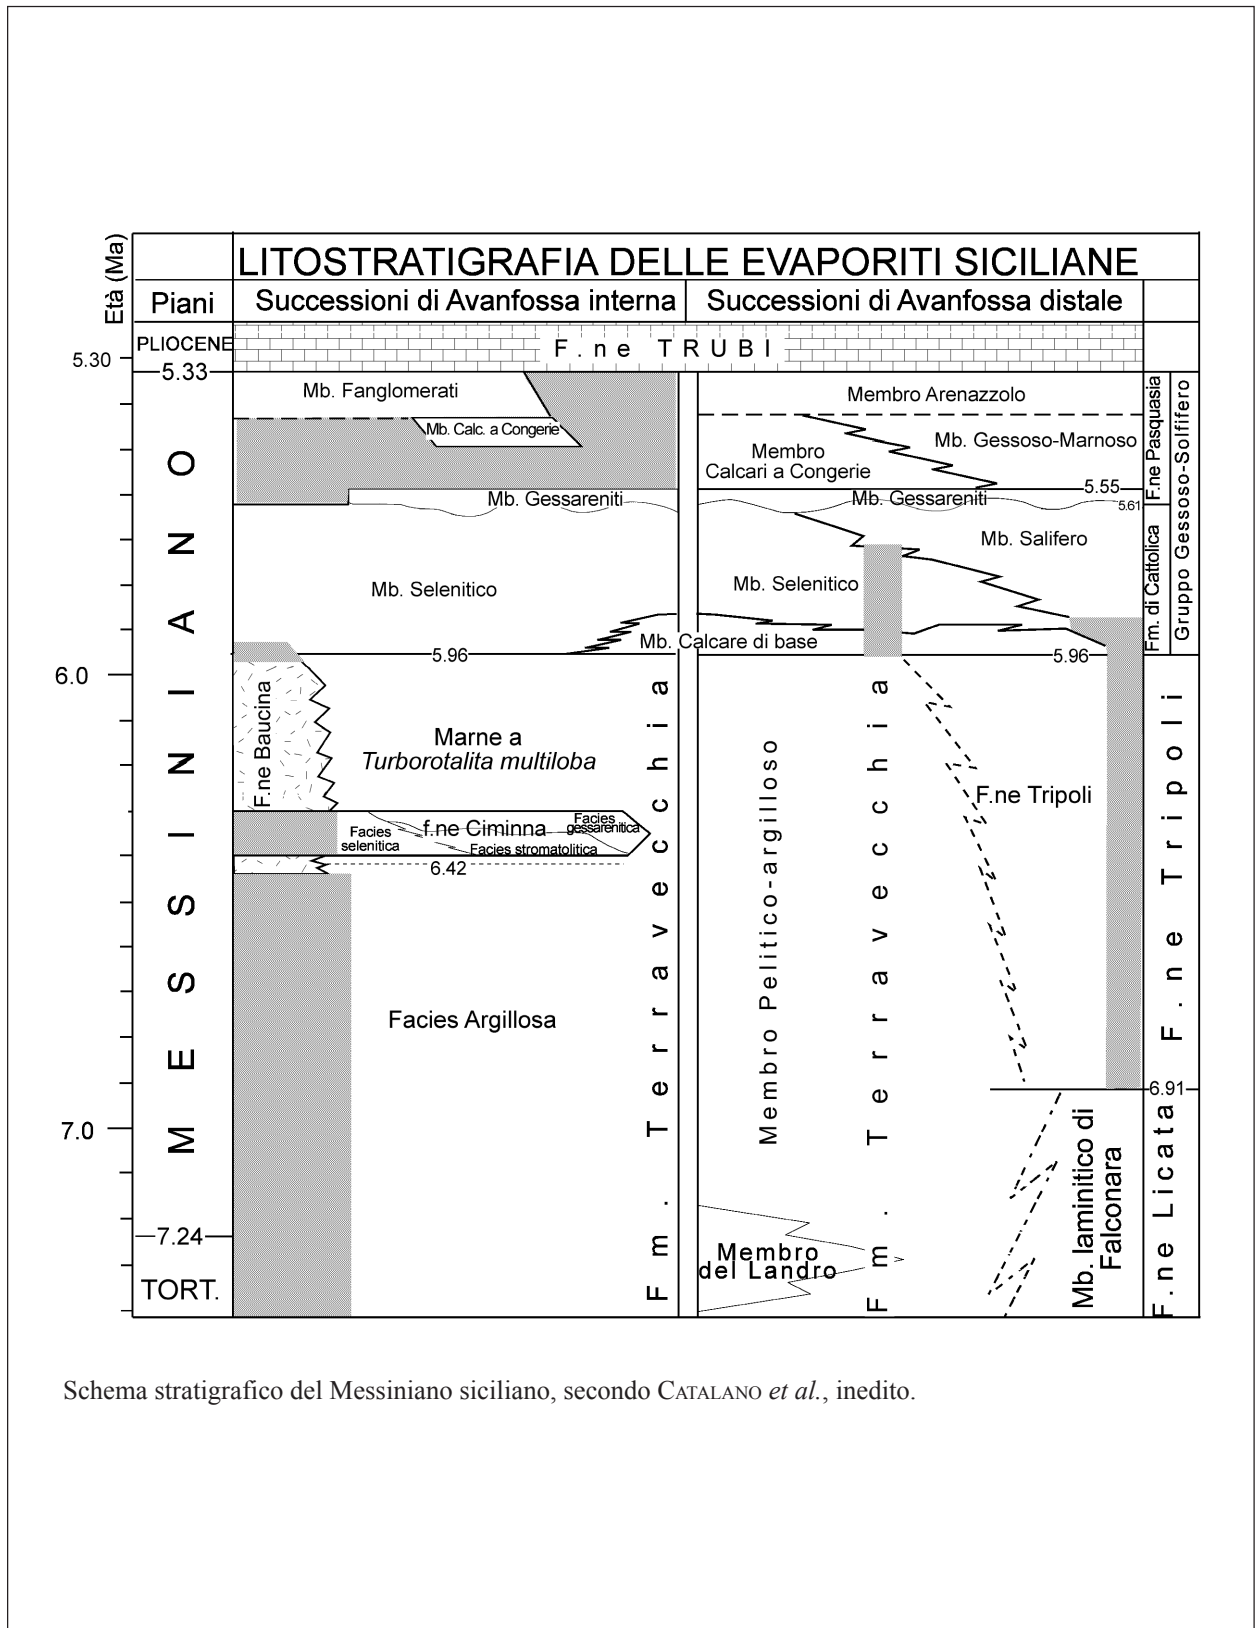 Età (Ma)
LITOSTRATIGRAFIA DELLE EVAPORITI SICILIANE
Piani
Successioni di Avanfossa interna
Successioni di Avanfossa distale
PLIOCENE
F.ne TRUBI
5.30
5.33
6.0
7.0
7.24
MESSINIANO
TORT.
Mb. Fanglomerati
Mb. Calc. a Congerie
Mb. Gessareniti
Mb. Selenitico
5.96
F.ne Baucina
Marne a
Turborotalita multiloba
f.ne Ciminna
Facies
selenitica
Facies
gessarenitica
Facies stromatolitica
6.42
Facies Argillosa
Fm. Terravecchia
Mb. Calcare di base
Membro Arenazzolo
Membro
Calcari a Congerie
Mb. Gessoso-Marnoso
5.55
Mb. Gessareniti
5.61
Mb. Salifero
Mb. Selenitico
5.96
Membro Pelitico-argilloso
Fm. Terravecchia
F.ne Tripoli
6.91
Membro
del Landro
Mb. laminitico di
Falconara
F.ne Pasquasia
Fm. di Cattolica
Gruppo Gessoso-Solfifero
F.ne Tripoli
F.ne Licata
Schema stratigrafico del Messiniano siciliano, secondo CATALANO et al., inedito.